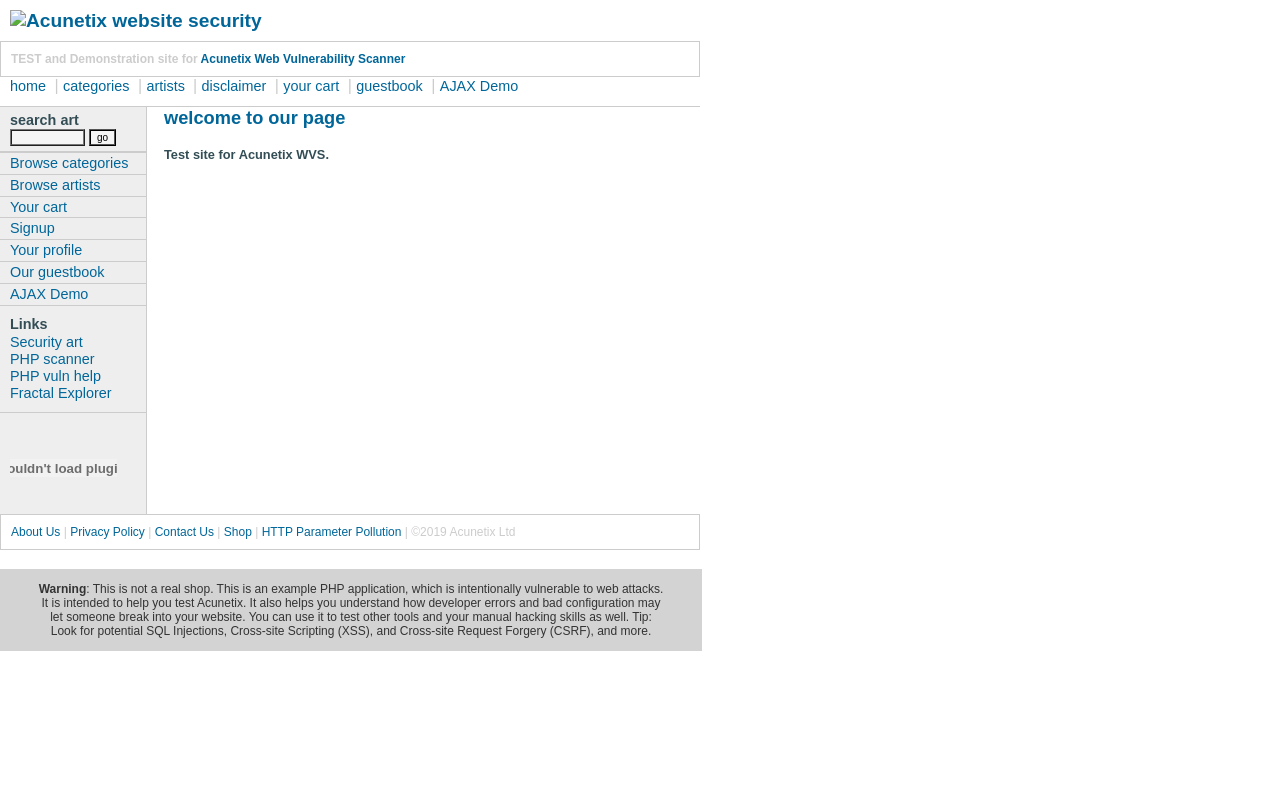 Acunetix website security
TEST and Demonstration site for Acunetix Web Vulnerability Scanner
home | categories | artists | disclaimer | your cart | guestbook | AJAX Demo
search art
go
Browse categories
Browse artists
Your cart
Signup
Your profile
Our guestbook
AJAX Demo
Links
Security art
PHP scanner
PHP vuln help
Fractal Explorer
ouldn't load plugi
welcome to our page
Test site for Acunetix WVS.
About Us | Privacy Policy | Contact Us | Shop | HTTP Parameter Pollution | ©2019 Acunetix Ltd
Warning: This is not a real shop. This is an example PHP application, which is intentionally vulnerable to web attacks.
It is intended to help you test Acunetix. It also helps you understand how developer errors and bad configuration may
let someone break into your website. You can use it to test other tools and your manual hacking skills as well. Tip:
Look for potential SQL Injections, Cross-site Scripting (XSS), and Cross-site Request Forgery (CSRF), and more.